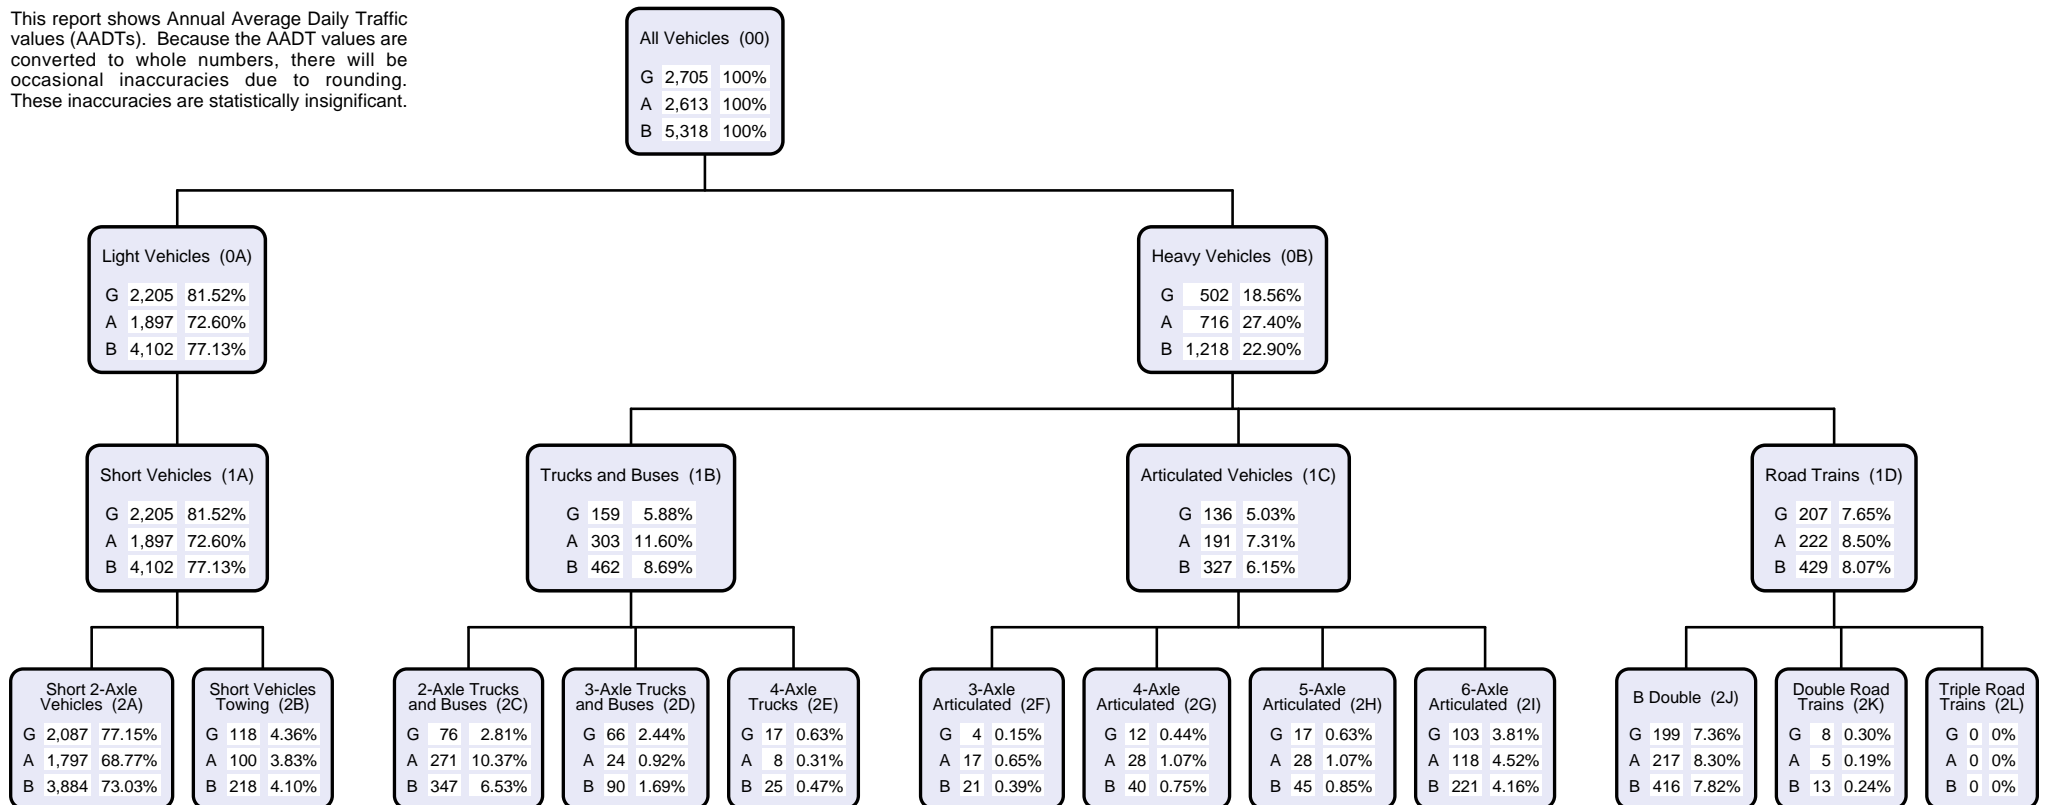 This report shows Annual Average Daily Traffic
values (AADTs). Because the AADT values are
converted to whole numbers, there will be
occasional inaccuracies due to rounding.
These inaccuracies are statistically insignificant.
All Vehicles (00)
G 2,705 100%
A 2,613 100%
B 5,318 100%
Light Vehicles (0A)
G 2,205 81.52%
A 1,897 72.60%
B 4,102 77.13%
Heavy Vehicles (0B)
G 502 18.56%
A 716 27.40%
B 1,218 22.90%
Short Vehicles (1A)
G 2,205 81.52%
A 1,897 72.60%
B 4,102 77.13%
Trucks and Buses (1B)
G 159 5.88%
A 303 11.60%
B 462 8.69%
Articulated Vehicles (1C)
G 136 5.03%
A 191 7.31%
B 327 6.15%
Road Trains (1D)
G 207 7.65%
A 222 8.50%
B 429 8.07%
Short 2-Axle
Vehicles (2A)
G 2,087 77.15%
A 1,797 68.77%
B 3,884 73.03%
Short Vehicles
Towing (2B)
G 118 4.36%
A 100 3.83%
B 218 4.10%
2-Axle Trucks
and Buses (2C)
G 76 2.81%
A 271 10.37%
B 347 6.53%
3-Axle Trucks
and Buses (2D)
G 66 2.44%
A 24 0.92%
B 90 1.69%
4-Axle
Trucks (2E)
G 17 0.63%
A 8 0.31%
B 25 0.47%
3-Axle
Articulated (2F)
G 4 0.15%
A 17 0.65%
B 21 0.39%
4-Axle
Articulated (2G)
G 12 0.44%
A 28 1.07%
B 40 0.75%
5-Axle
Articulated (2H)
G 17 0.63%
A 28 1.07%
B 45 0.85%
6-Axle
Articulated (2I)
G 103 3.81%
A 118 4.52%
B 221 4.16%
B Double (2J)
G 199 7.36%
A 217 8.30%
B 416 7.82%
Double Road
Trains (2K)
G 8 0.30%
A 5 0.19%
B 13 0.24%
Triple Road
Trains (2L)
G 0 0%
A 0 0%
B 0 0%